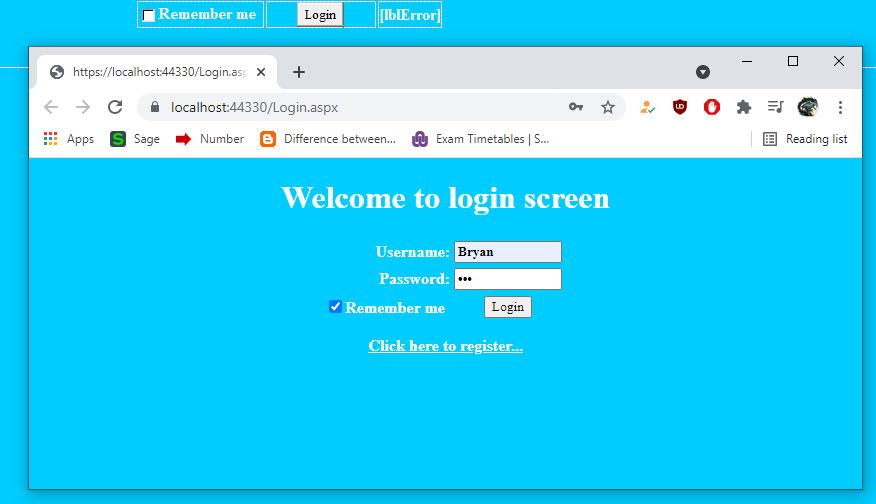 Remember me Login [lblError]
https://localhost:44330/Login.asp
localhost:44330/Login.aspx
Apps Sage Number Difference between... Exam Timetables | S... Reading list
Welcome to login screen
Username: Bryan
Password: •••
Remember me Login
Click here to register...